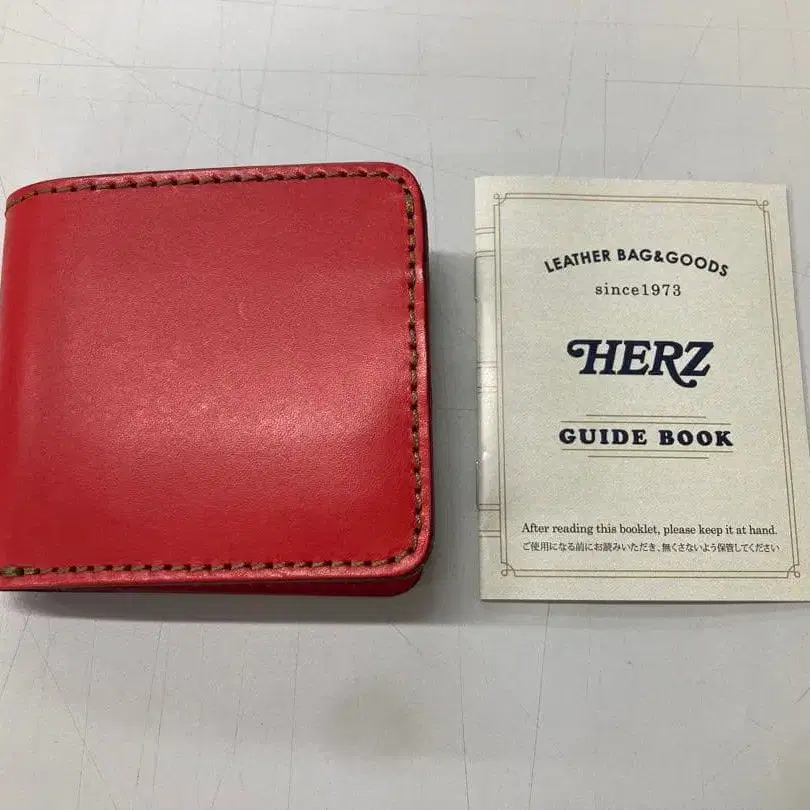 LEATHER BAG&GOODS
since1973
HERZ
GUIDE BOOK
After reading this booklet, please keep it at hand.
ご使用になる前にお読みいただき、無くさないよう保管してください